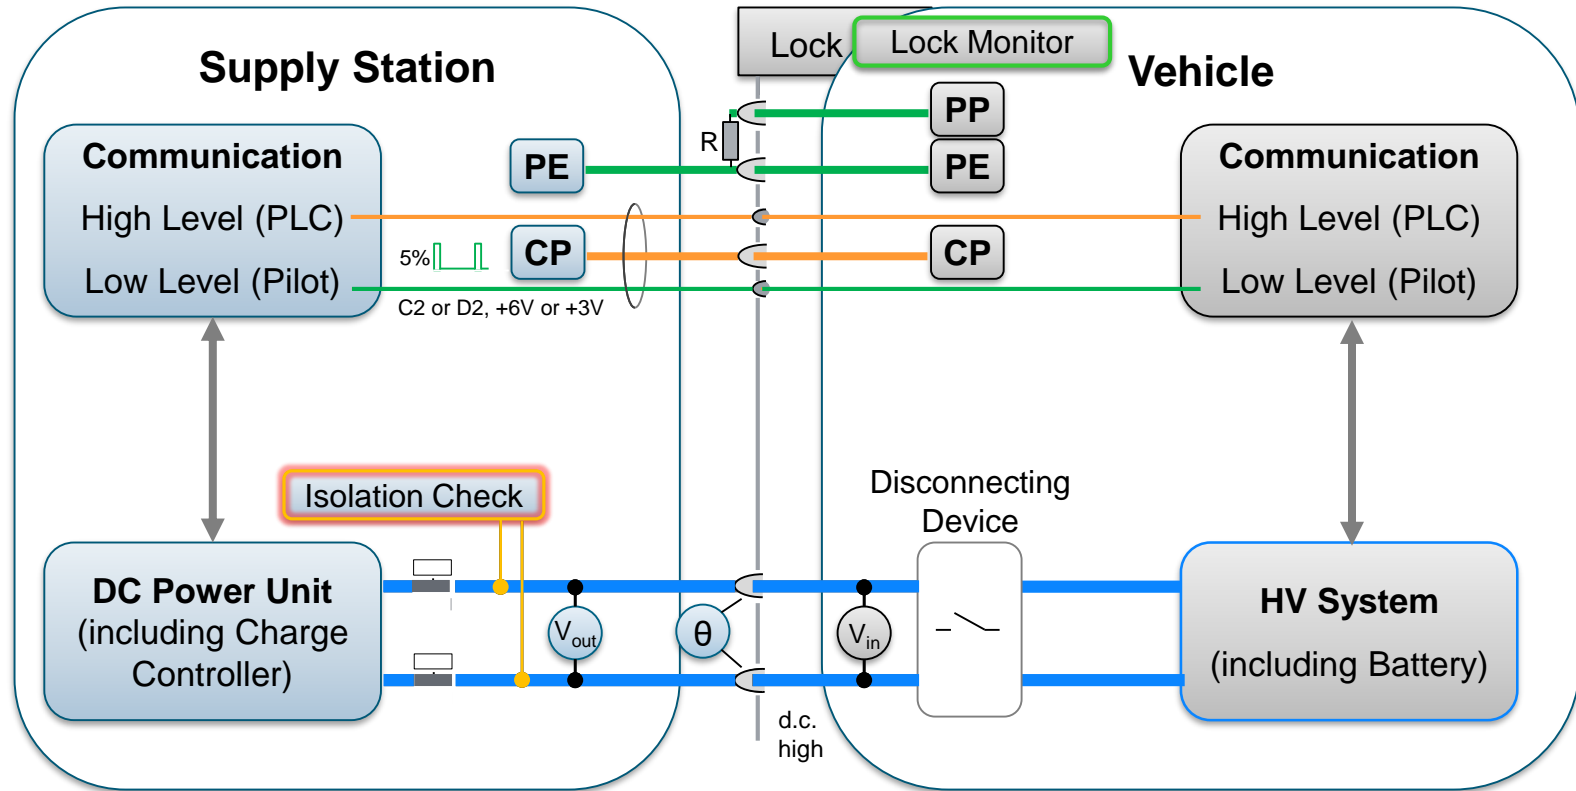 Supply Station
Lock
Lock Monitor
Vehicle
PP
R
PE
PE
Communication
High Level (PLC)
Low Level (Pilot)
5%
CP
CP
C2 or D2, +6V or +3V
Communication
High Level (PLC)
Low Level (Pilot)
Isolation Check
Disconnecting
Device
DC Power Unit
(including Charge
Controller)
Vout
θ
Vin
HV System
(including Battery)
d.c.
high